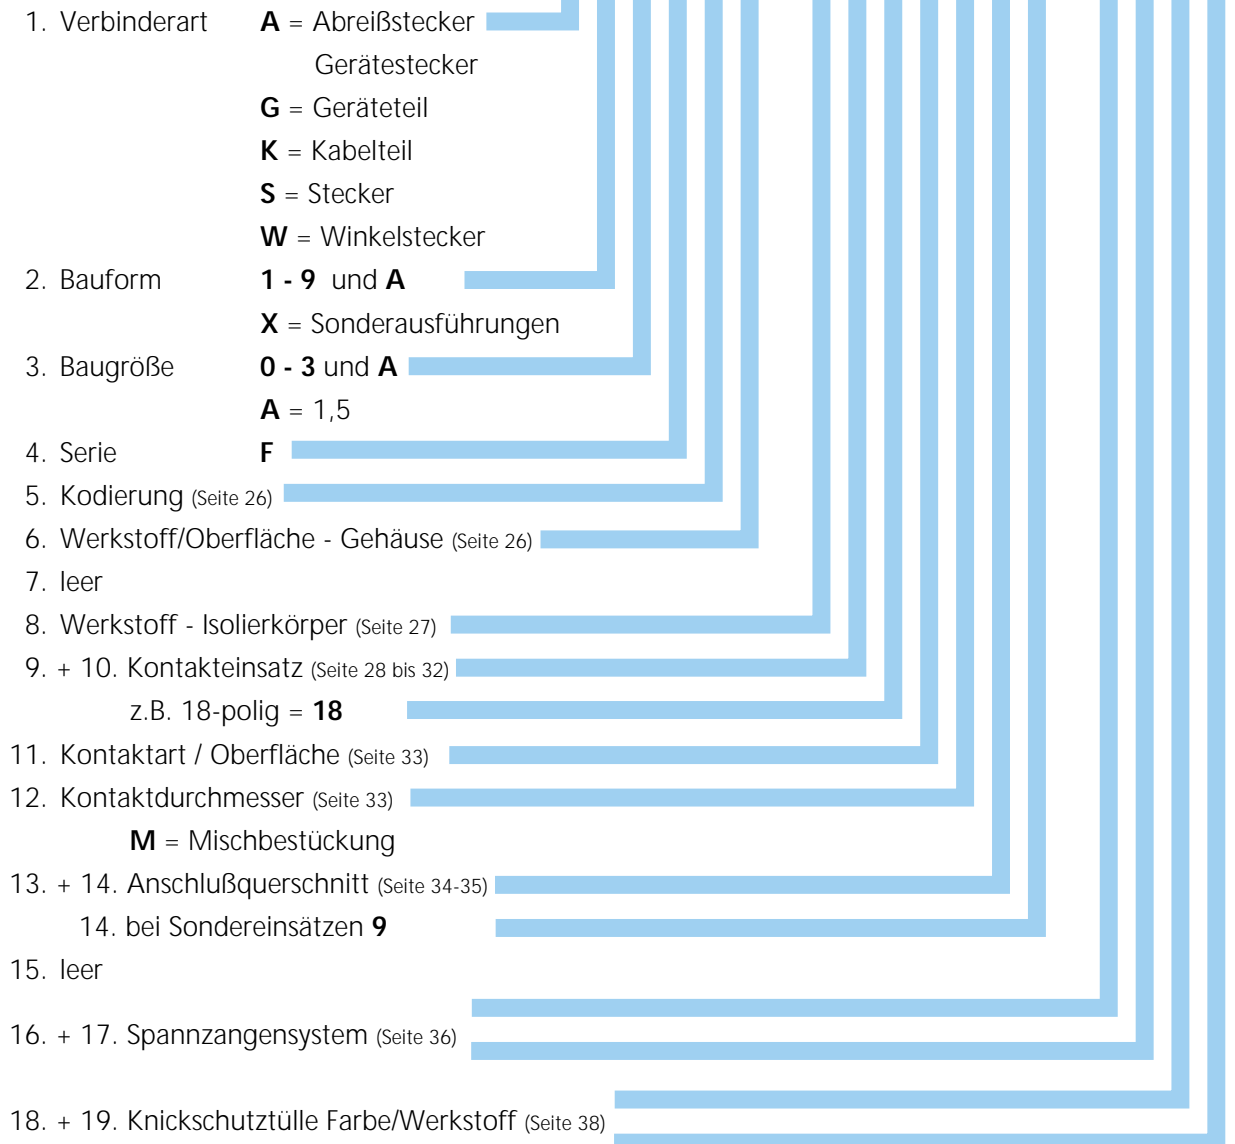 1. Verbinderart A = Abreißstecker
Gerätestecker
G = Geräteteil
K = Kabelteil
S = Stecker
W = Winkelstecker
2. Bauform 1 - 9 und A
X = Sonderausführungen
3. Baugröße 0 - 3 und A
A = 1,5
4. Serie F
5. Kodierung (Seite 26)
6. Werkstoff/Oberfläche - Gehäuse (Seite 26)
7. leer
8. Werkstoff - Isolierkörper (Seite 27)
9. + 10. Kontakteinsatz (Seite 28 bis 32)
z.B. 18-polig = 18
11. Kontaktart / Oberfläche (Seite 33)
12. Kontaktdurchmesser (Seite 33)
M = Mischbestückung
13. + 14. Anschlußquerschnitt (Seite 34-35)
14. bei Sondereinsätzen 9
15. leer
16. + 17. Spannzangensystem (Seite 36)
18. + 19. Knickschutztülle Farbe/Werkstoff (Seite 38)